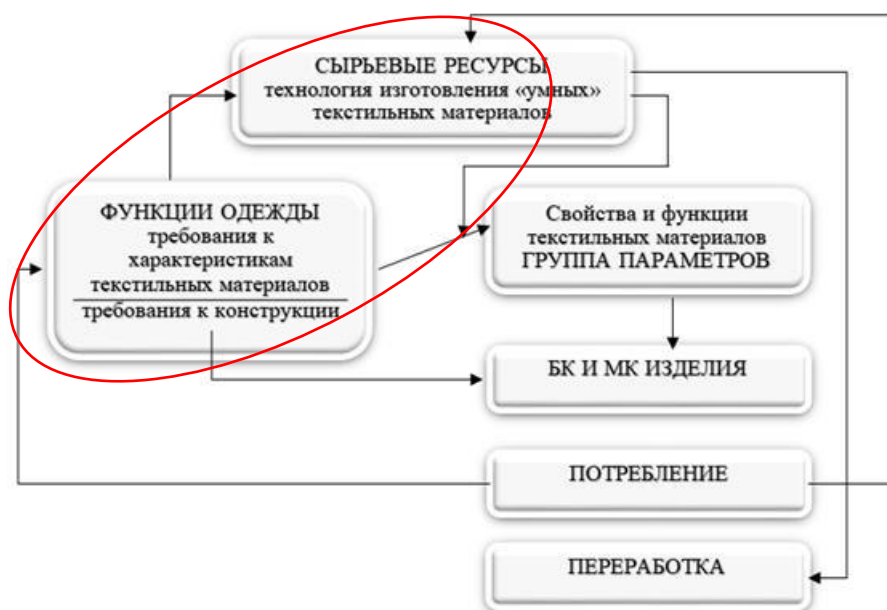 СЫРЬЕВЫЕ РЕСУРСЫ
технология изготовления «умных»
текстильных материалов
ФУНКЦИИ ОДЕЖДЫ
требования к
характеристикам
текстильных материалов
требования к конструкции
Свойства и функции
текстильных материалов
ГРУППА ПАРАМЕТРОВ
БК И МК ИЗДЕЛИЯ
ПОТРЕБЛЕНИЕ
ПЕРЕРАБОТКА